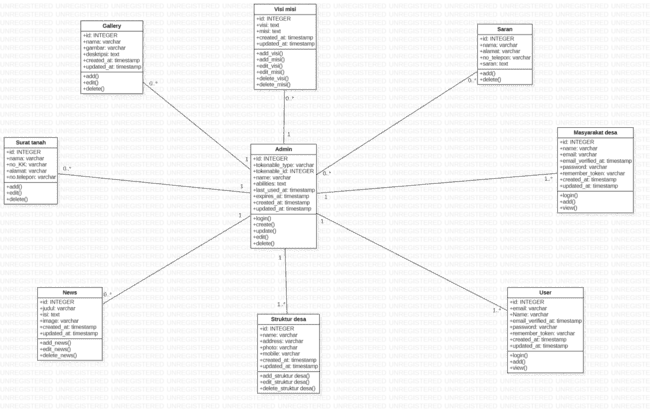 Visi misi
+id: INTEGER
+visi: text
+misi: text
+created_at: timestamp
+updated_at: timestamp
+add_visi()
+add_misi()
+edit_visi()
+edit_misi()
+delete_visi()
+delete_misi()
0..*
1
Gallery
+id: INTEGER
+nama: varchar
+gambar: varchar
+desktipsi: text
+created_at: timestamp
+updated_at: timestamp
+add()
+edit()
+delete()
0..*
1
Saran
+id: INTEGER
+nama: varchar
+alamat: varchar
+no_telepon: varchar
+saran: text
+add()
+delete()
0..*
0..*
Surat tanah
+id: INTEGER
+nama: varchar
+no_KK: varchar
+alamat: varchar
+no.telepon: varchar
+add()
+edit()
+delete()
0..*
1
Admin
+id: INTEGER
+tokenable_type: varchar
+tokenable_id: INTEGER
+name: varchar
+abilities: text
+last_used_at: timestamp
+expires_at: timestamp
+created_at: timestamp
+updated_at: timestamp
+login()
+create()
+update()
+edit()
+delete()
Masyarakat desa
+id: INTEGER
+name: varchar
+email: varchar
+email_verified_at: timestamp
+password: varchar
+remember_token: varchar
+created_at: timestamp
+updated_at: timestamp
+login()
+add()
+view()
1..*
1
News
+id: INTEGER
+judul: varchar
+isi: text
+image: varchar
+created_at: timestamp
+updated_at: timestamp
+add_news()
+edit_news()
+delete_news()
0..*
1
Struktur desa
+id: INTEGER
+name: varchar
+address: varchar
+photo: varchar
+mobile: varchar
+created_at: timestamp
+updated_at: timestamp
+add_struktur desa()
+edit_struktur desa()
+delete_struktur desa()
1..*
1
User
+id: INTEGER
+email: varchar
+Name: varchar
+email_verified_at: timestamp
+password: varchar
+remember_token: varchar
+created_at: timestamp
+updated_at: timestamp
+login()
+add()
+view()
1..*
1